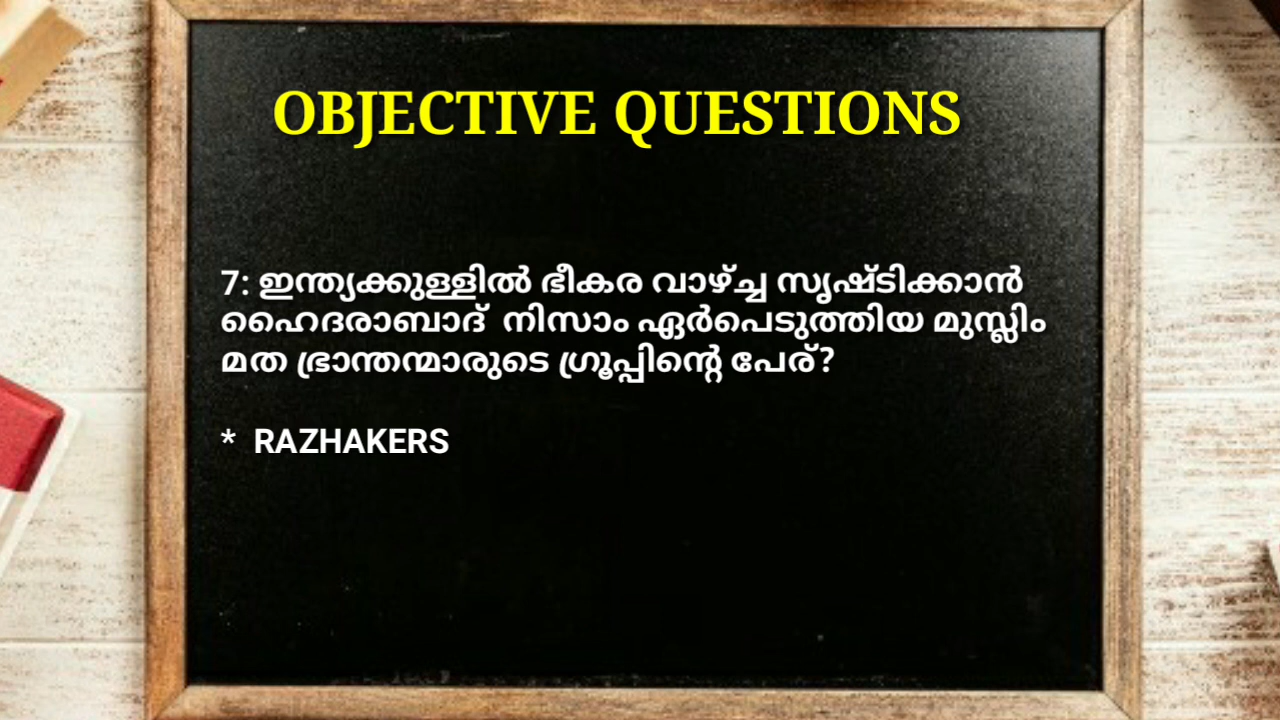 OBJECTIVE QUESTIONS
7: ഇന്ത്യക്കുള്ളിൽ ഭീകര വാഴ്ച്ച സൃഷ്ടിക്കാൻ
ഹൈദരാബാദ്  നിസാം ഏർപെടുത്തിയ മുസ്ലിം
മത ഭ്രാന്തന്മാരുടെ ഗ്രൂപ്പിന്റെ പേര്?
*  RAZHAKERS